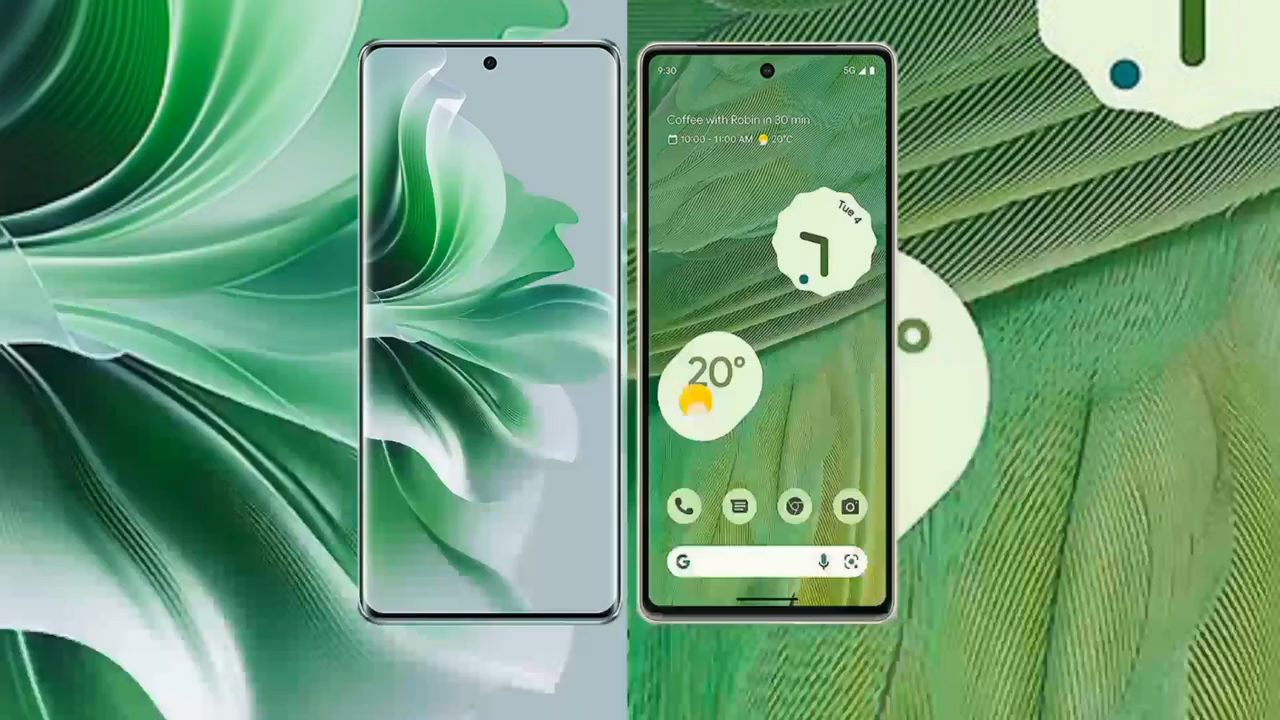 9:30
5G
Coffee with Robin in 30 min
10:00 - 11:00 AM 20°C
Tue 4
20°
G